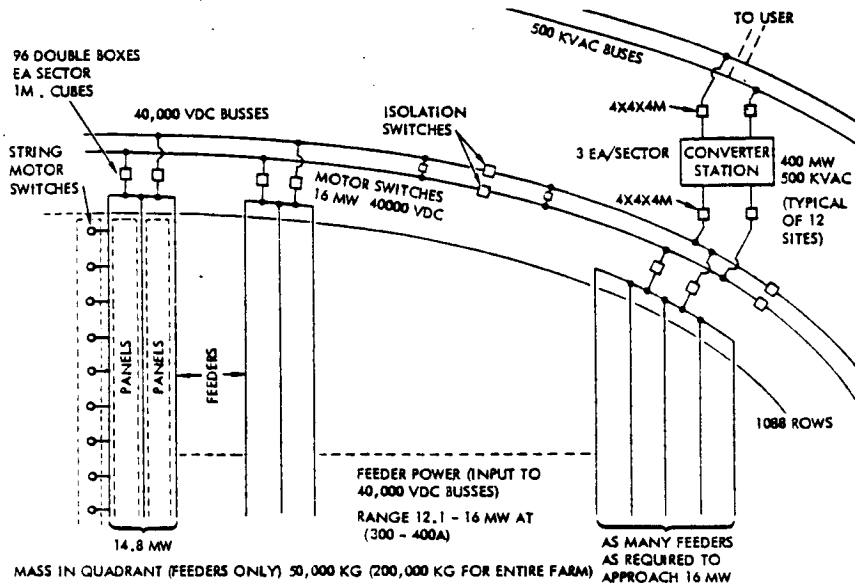 TO USER
500 KVAC BUSES
96 DOUBLE BOXES
EA SECTOR
1M. CUBES
40,000 VDC BUSSES
ISOLATION
SWITCHES
4X4X4M
STRING
MOTOR
SWITCHES
MOTOR SWITCHES
16 MW 40000 VDC
3 EA/SECTOR
CONVERTER
STATION
400 MW
500 KVAC
4X4X4M
(TYPICAL
OF 12
SITES)
PANELS
PANELS
FEEDERS
1088 ROWS
FEEDER POWER (INPUT TO
40,000 VDC BUSSES)
RANGE 12.1 - 16 MW AT
(300 - 400A)
14.8 MW
AS MANY FEEDERS
AS REQUIRED TO
APPROACH 16 MW
MASS IN QUADRANT (FEEDERS ONLY) 50,000 KG (200,000 KG FOR ENTIRE FARM)